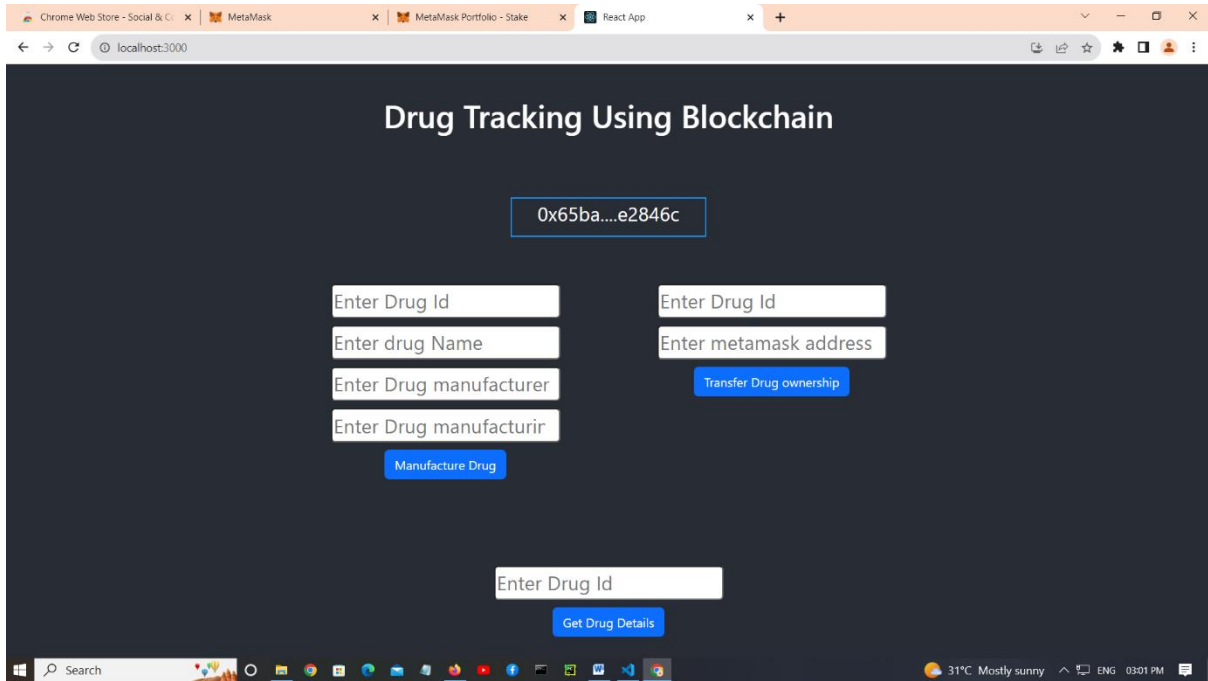 Chrome Web Store - Social & Co
MetaMask
MetaMask Portfolio - Stake
React App
localhost:3000
Drug Tracking Using Blockchain
0x65ba....e2846c
Enter Drug Id
Enter drug Name
Enter Drug manufacturer
Enter Drug manufacturin
Manufacture Drug
Enter Drug Id
Enter metamask address
Transfer Drug ownership
Enter Drug Id
Get Drug Details
Search
31°C Mostly sunny
ENG
03:01 PM